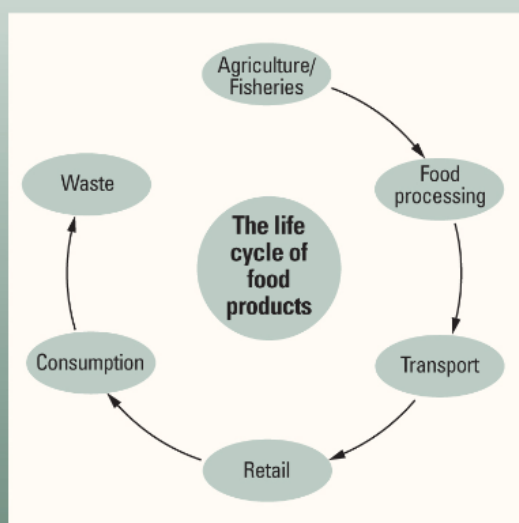 The life
cycle of
food
products
Agriculture/
Fisheries
Food
processing
Transport
Retail
Consumption
Waste